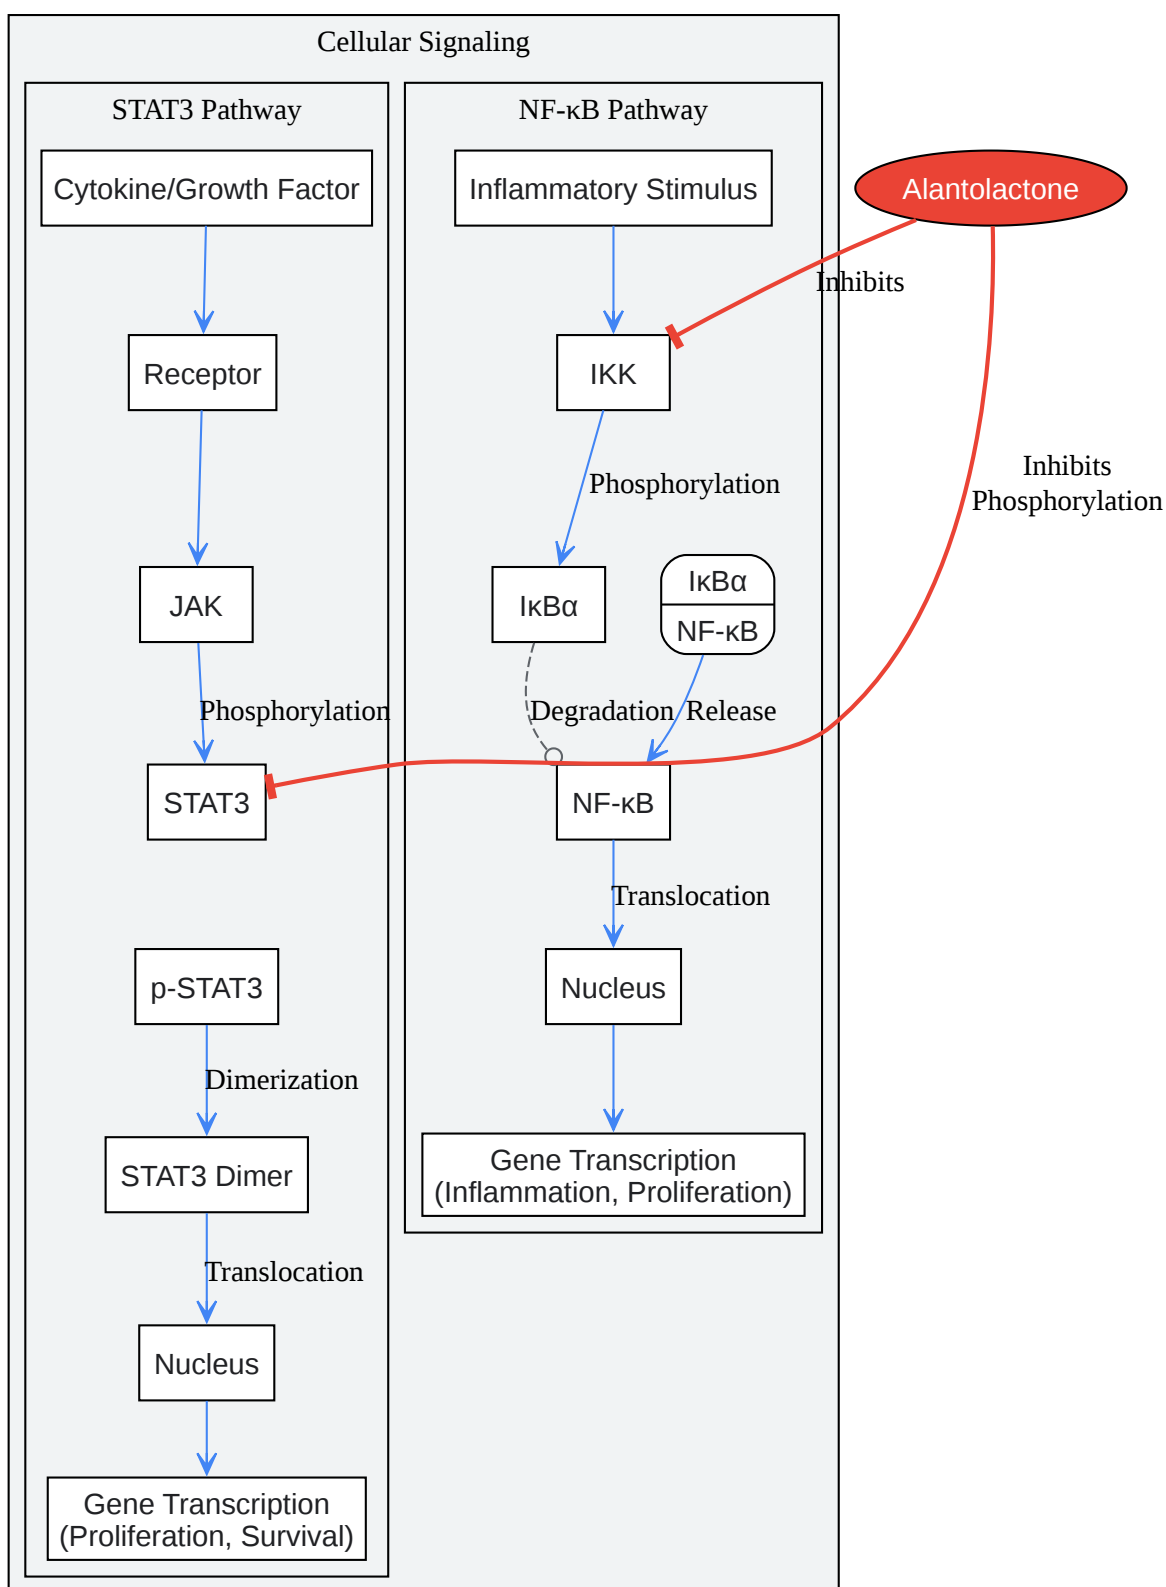 Cellular Signaling
STAT3 Pathway
Cytokine/Growth Factor
Receptor
JAK
Phosphorylation
STAT3
p-STAT3
Dimerization
STAT3 Dimer
Translocation
Nucleus
Gene Transcription
(Proliferation, Survival)
NF-κB Pathway
Inflammatory Stimulus
IKK
Phosphorylation
IκBα
IκBα
NF-κB
Degradation
Release
NF-κB
Translocation
Nucleus
Gene Transcription
(Inflammation, Proliferation)
Alantolactone
Inhibits
Inhibits
Phosphorylation